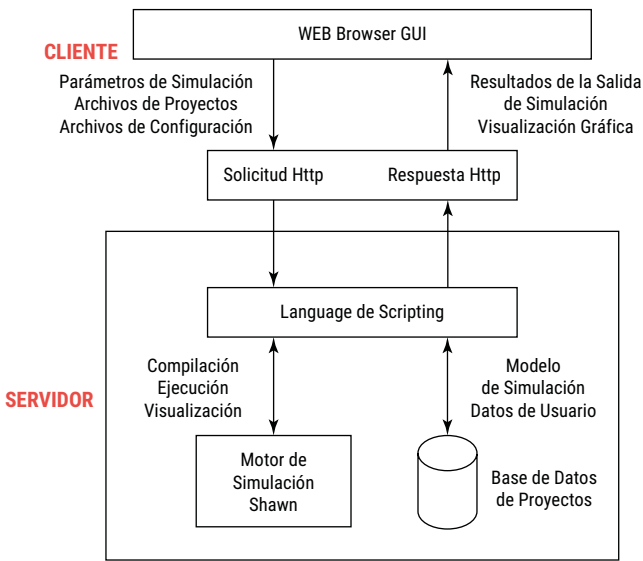 WEB Browser GUI
CLIENTE
Parámetros de Simulación
Archivos de Proyectos
Archivos de Configuración
Resultados de la Salida
de Simulación
Visualización Gráfica
Solicitud Http
Respuesta Http
Language de Scripting
Compilación
Ejecución
Visualización
Modelo
de Simulación
Datos de Usuario
SERVIDOR
Motor de
Simulación
Shawn
Base de Datos
de Proyectos